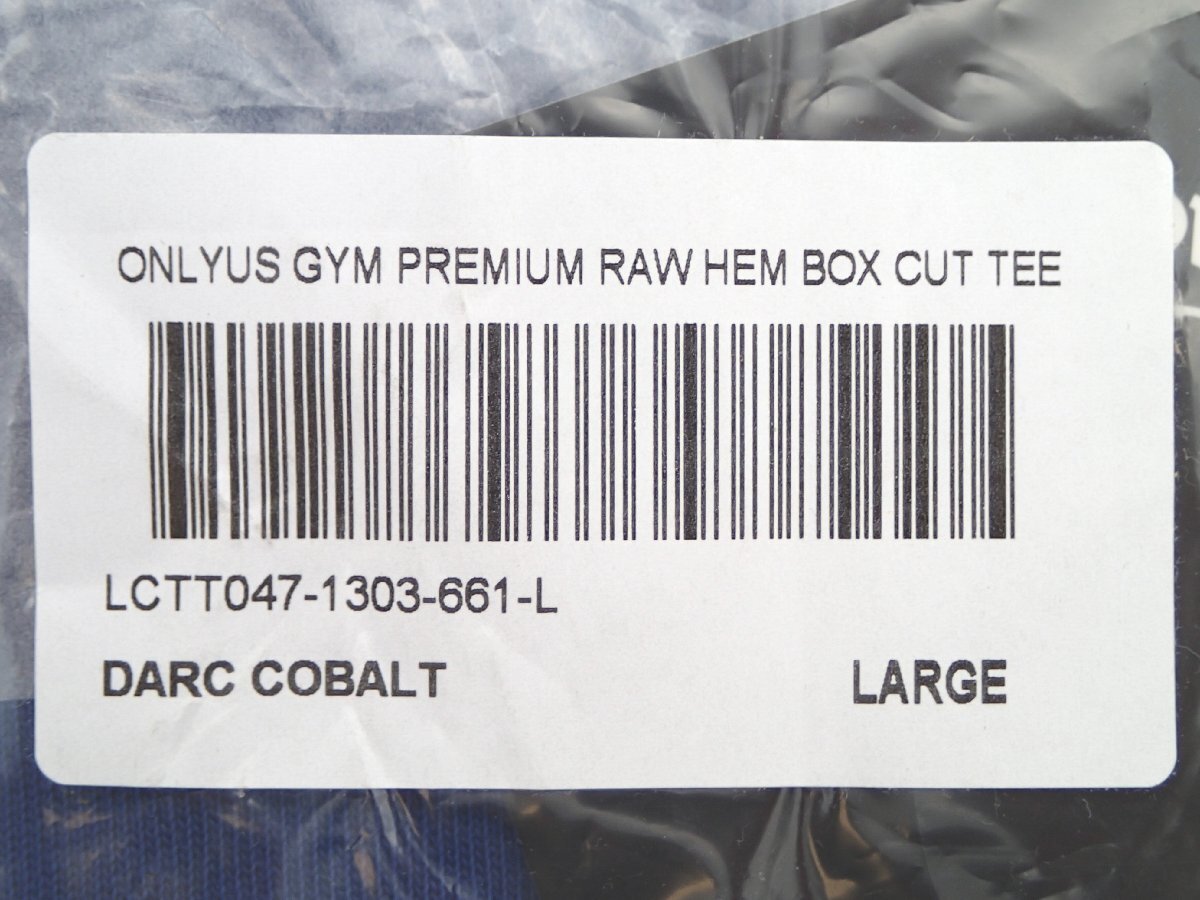 ONLYUS GYM PREMIUM RAW HEM BOX CUT TEE
LCTT047-1303-661-L
DARC COBALT LARGE